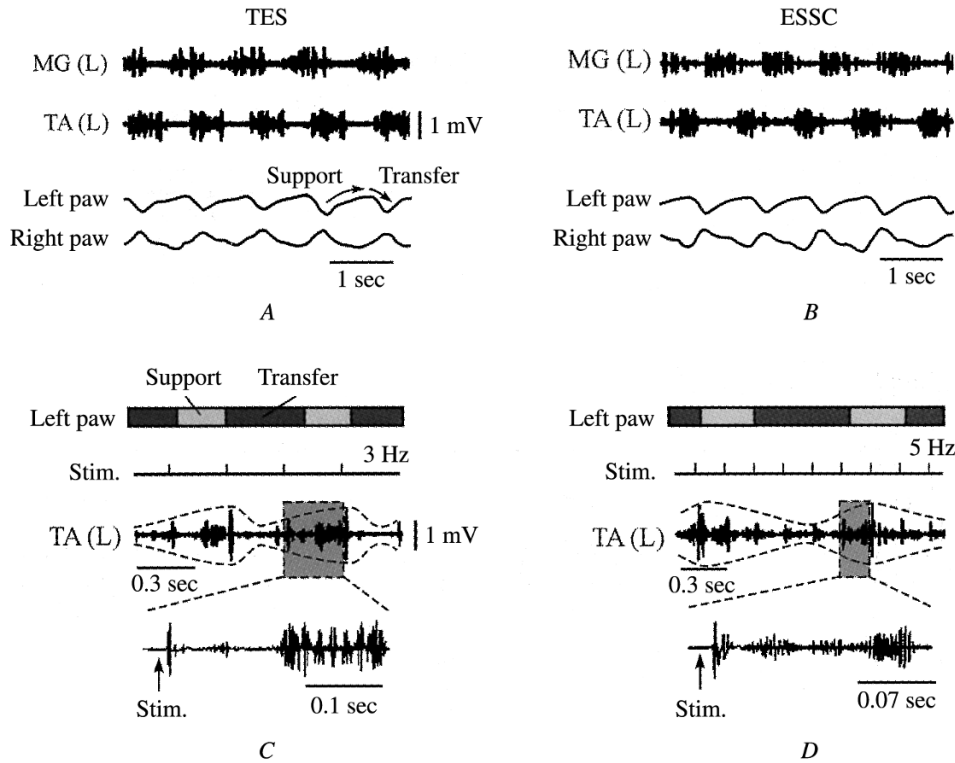 TES
MG (L)
TA (L)
1 mV
Support
Transfer
Left paw
Right paw
1 sec
A
ESSC
MG (L)
TA (L)
Left paw
Right paw
1 sec
B
Support
Transfer
Left paw
3 Hz
Stim.
TA (L)
1 mV
0.3 sec
0.1 sec
Stim.
C
Left paw
5 Hz
Stim.
TA (L)
0.3 sec
0.07 sec
Stim.
D